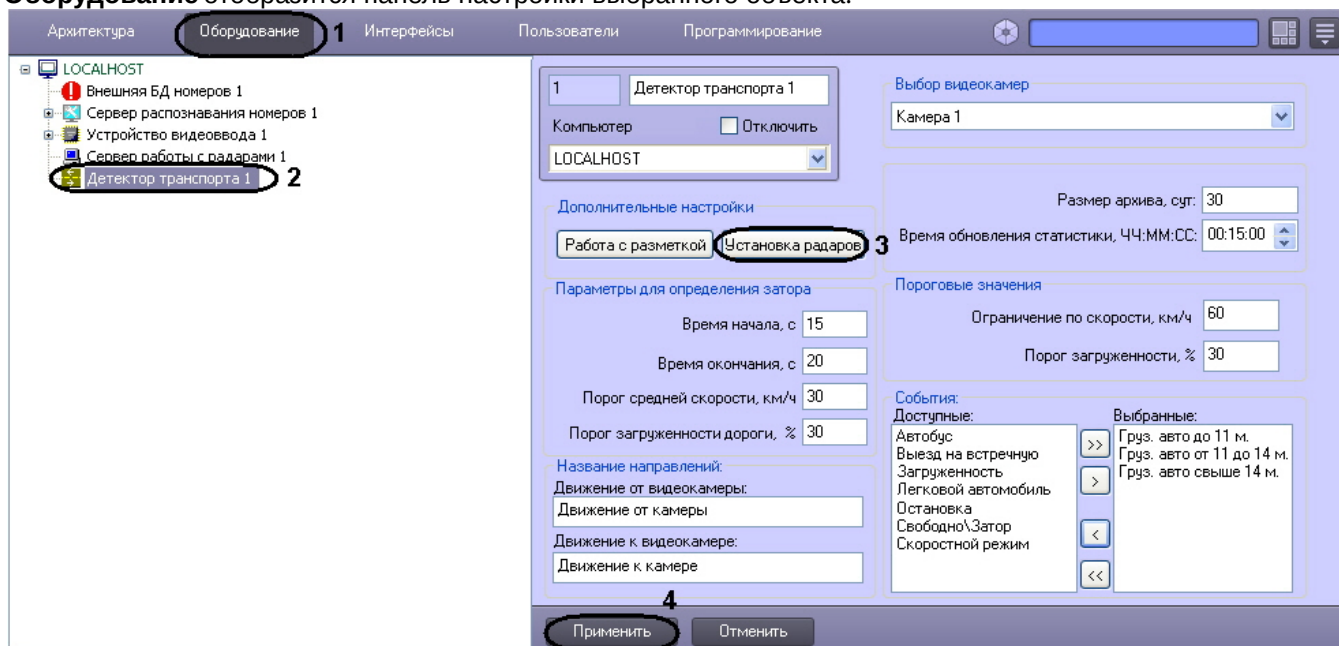 Оборудование отобразится панель настройки выбранного объекта.
Архитектура Оборудование 1 Интерфейсы Пользователи Программирование
LOCALHOST
Внешняя БД номеров 1
Сервер распознавания номеров 1
Устройство видеоввода 1
Сервер работы с радарами 1
Детектор транспорта 1 2
1 Детектор транспорта 1
Компьютер Отключить
LOCALHOST
Дополнительные настройки
Работа с разметкой Установка радаров 3
Параметры для определения затора
Время начала, с 15
Время окончания, с 20
Порог средней скорости, км/ч 30
Порог загруженности дороги, % 30
Название направлений:
Движение от видеокамеры:
Движение от камеры
Движение к видеокамере:
Движение к камере
Выбор видеокамер
Камера 1
Размер архива, сут: 30
Время обновления статистики, ЧЧ:ММ:СС: 00:15:00
Пороговые значения
Ограничение по скорости, км/ч 60
Порог загруженности, % 30
События:
Доступные: Выбранные:
Автобус
Выезд на встречную
Загруженность
Легковой автомобиль
Остановка
Свободно\Затор
Скоростной режим
>>
>
<
<<
Груз. авто до 11 м.
Груз. авто от 11 до 14 м.
Груз. авто свыше 14 м.
4
Применить Отменить